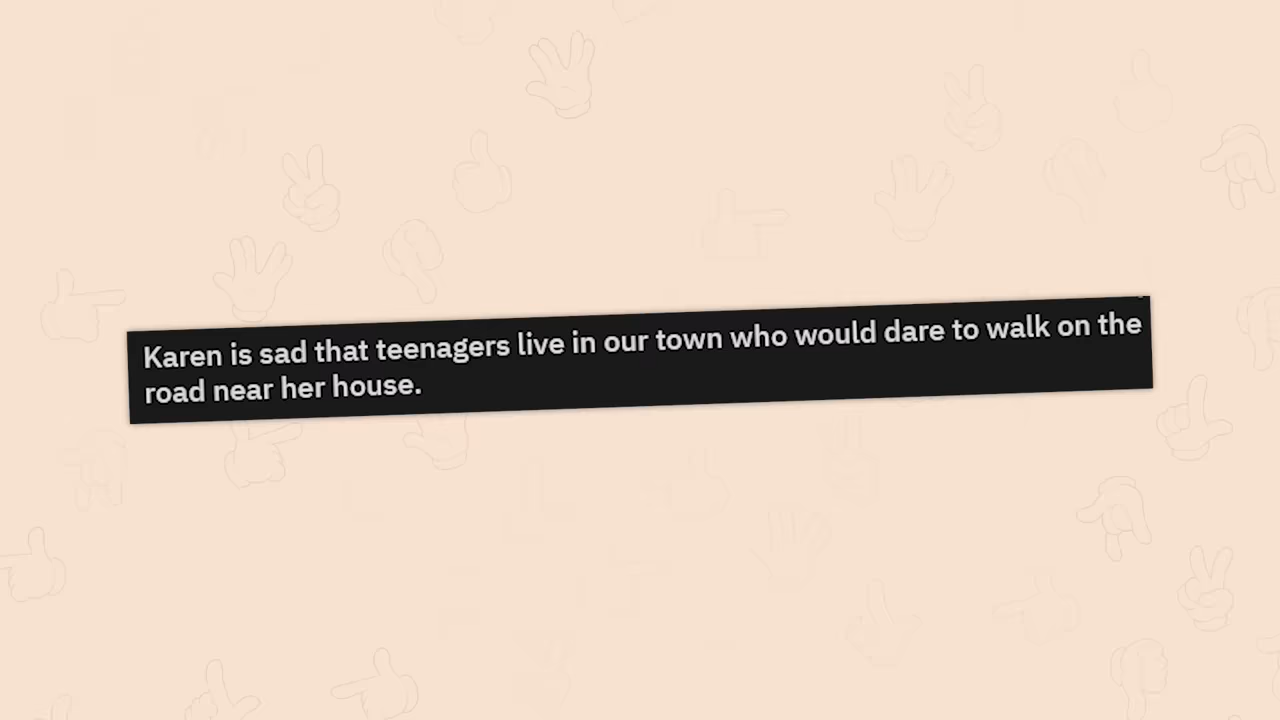 Karen is sad that teenagers live in our town who would dare to walk on the
road near her house.